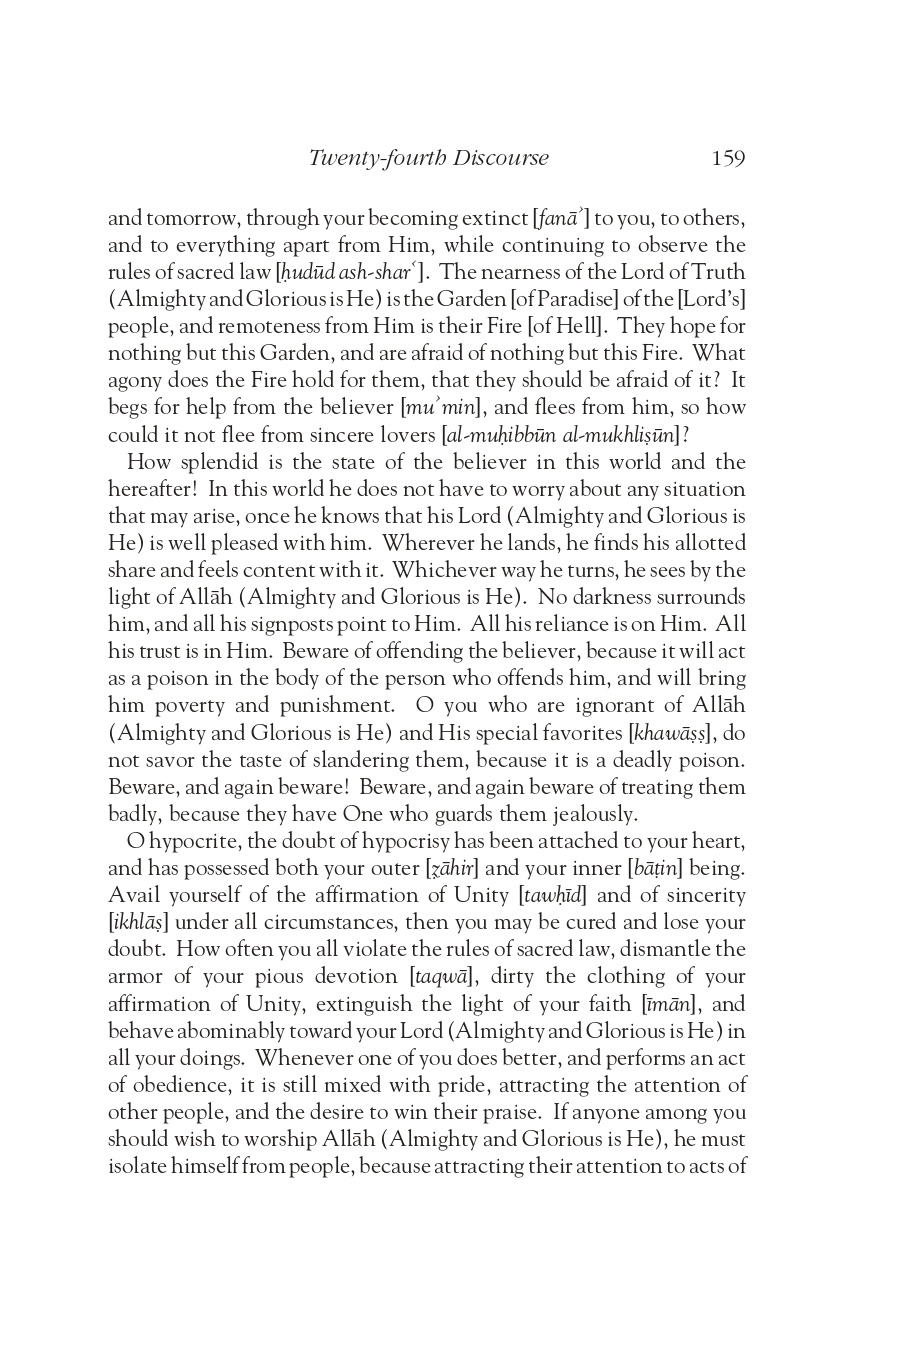 Twenty-fourth Discourse 159
and tomorrow, through your becoming extinct [fanāʾ] to you, to others,
and to everything apart from Him, while continuing to observe the
rules of sacred law [ḥudūd ash-sharʿ]. The nearness of the Lord of Truth
(Almighty and Glorious is He) is the Garden [of Paradise] of the [Lord's]
people, and remoteness from Him is their Fire [of Hell]. They hope for
nothing but this Garden, and are afraid of nothing but this Fire. What
agony does the Fire hold for them, that they should be afraid of it? It
begs for help from the believer [muʾmin], and flees from him, so how
could it not flee from sincere lovers [al-muḥibbūn al-mukhliṣūn]?
How splendid is the state of the believer in this world and the
hereafter! In this world he does not have to worry about any situation
that may arise, once he knows that his Lord (Almighty and Glorious is
He) is well pleased with him. Wherever he lands, he finds his allotted
share and feels content with it. Whichever way he turns, he sees by the
light of Allāh (Almighty and Glorious is He). No darkness surrounds
him, and all his signposts point to Him. All his reliance is on Him. All
his trust is in Him. Beware of offending the believer, because it will act
as a poison in the body of the person who offends him, and will bring
him poverty and punishment. O you who are ignorant of Allāh
(Almighty and Glorious is He) and His special favorites [khawāṣṣ], do
not savor the taste of slandering them, because it is a deadly poison.
Beware, and again beware! Beware, and again beware of treating them
badly, because they have One who guards them jealously.
O hypocrite, the doubt of hypocrisy has been attached to your heart,
and has possessed both your outer [ẓāhir] and your inner [bāṭin] being.
Avail yourself of the affirmation of Unity [tawḥīd] and of sincerity
[ikhlāṣ] under all circumstances, then you may be cured and lose your
doubt. How often you all violate the rules of sacred law, dismantle the
armor of your pious devotion [taqwā], dirty the clothing of your
affirmation of Unity, extinguish the light of your faith [īmān], and
behave abominably toward your Lord (Almighty and Glorious is He) in
all your doings. Whenever one of you does better, and performs an act
of obedience, it is still mixed with pride, attracting the attention of
other people, and the desire to win their praise. If anyone among you
should wish to worship Allāh (Almighty and Glorious is He), he must
isolate himself from people, because attracting their attention to acts of